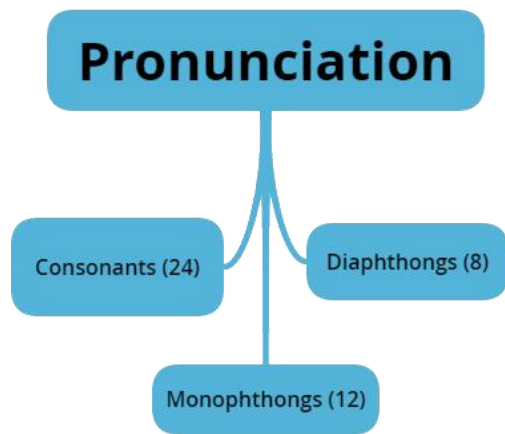 Pronunciation
Consonants (24)
Diaphthongs (8)
Monophthongs (12)